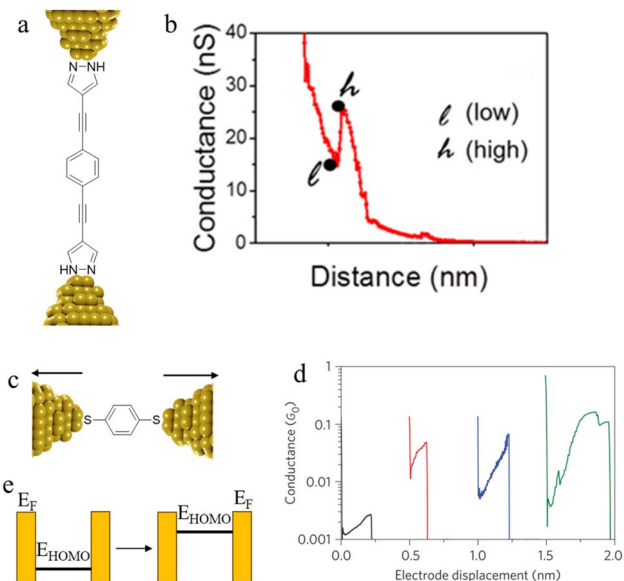 a
N-NH
HN-N
b
Conductance (nS)
40
30
20
10
0
h
l
l (low)
h (high)
Distance (nm)
c
S
S
d
Conductance (G0)
0.1
0.01
0.001
0.0
0.5
1.0
1.5
2.0
Electrode displacement (nm)
e
EF
EHOMO
EF
EHOMO